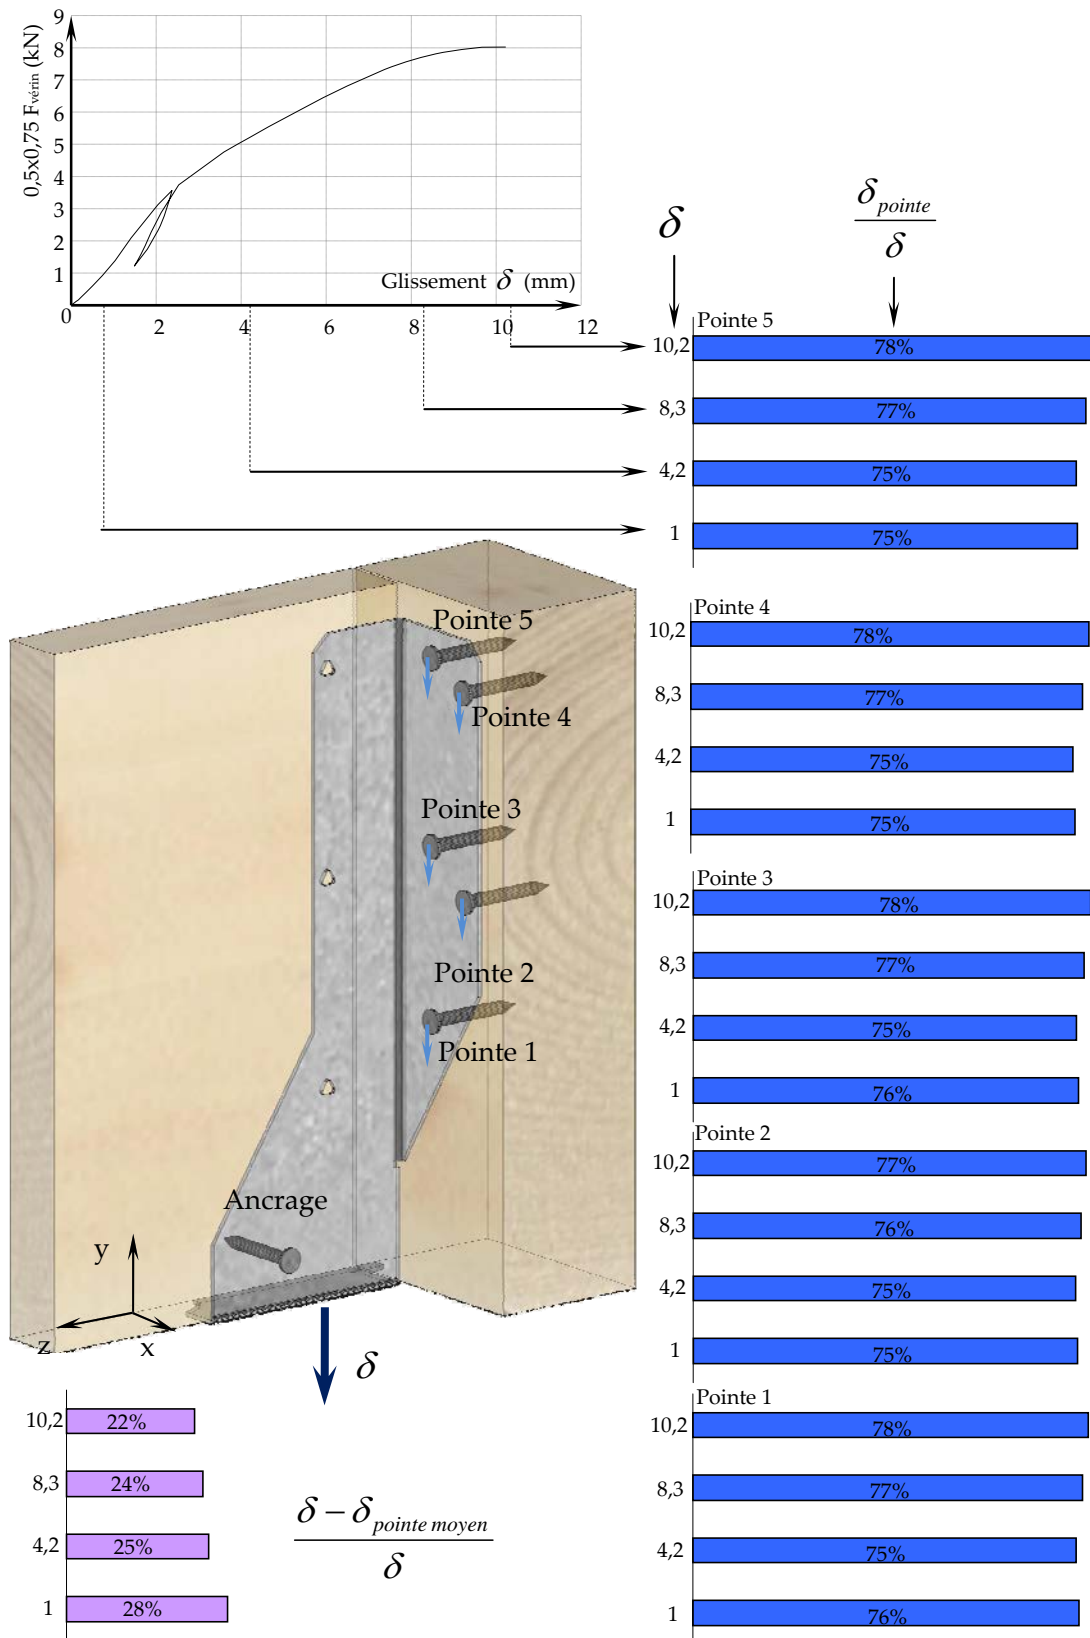 9
8
7
6
5
4
3
2
1
0
0,5x0,75 Fvérin (kN)
Glissement δ (mm)
2
4
6
8
10
12
δ
δpointe
δ
Pointe 5
10,2
78%
8,3
77%
4,2
75%
1
75%
Pointe 4
10,2
78%
8,3
77%
4,2
75%
1
75%
Pointe 3
10,2
78%
8,3
77%
4,2
75%
1
76%
Pointe 2
10,2
77%
8,3
76%
4,2
75%
1
75%
Pointe 1
10,2
78%
8,3
77%
4,2
75%
1
76%
Pointe 5
Pointe 4
Pointe 3
Pointe 2
Pointe 1
Ancrage
y
z
x
δ
10,2
22%
8,3
24%
4,2
25%
1
28%
δ − δpointe moyen
δ